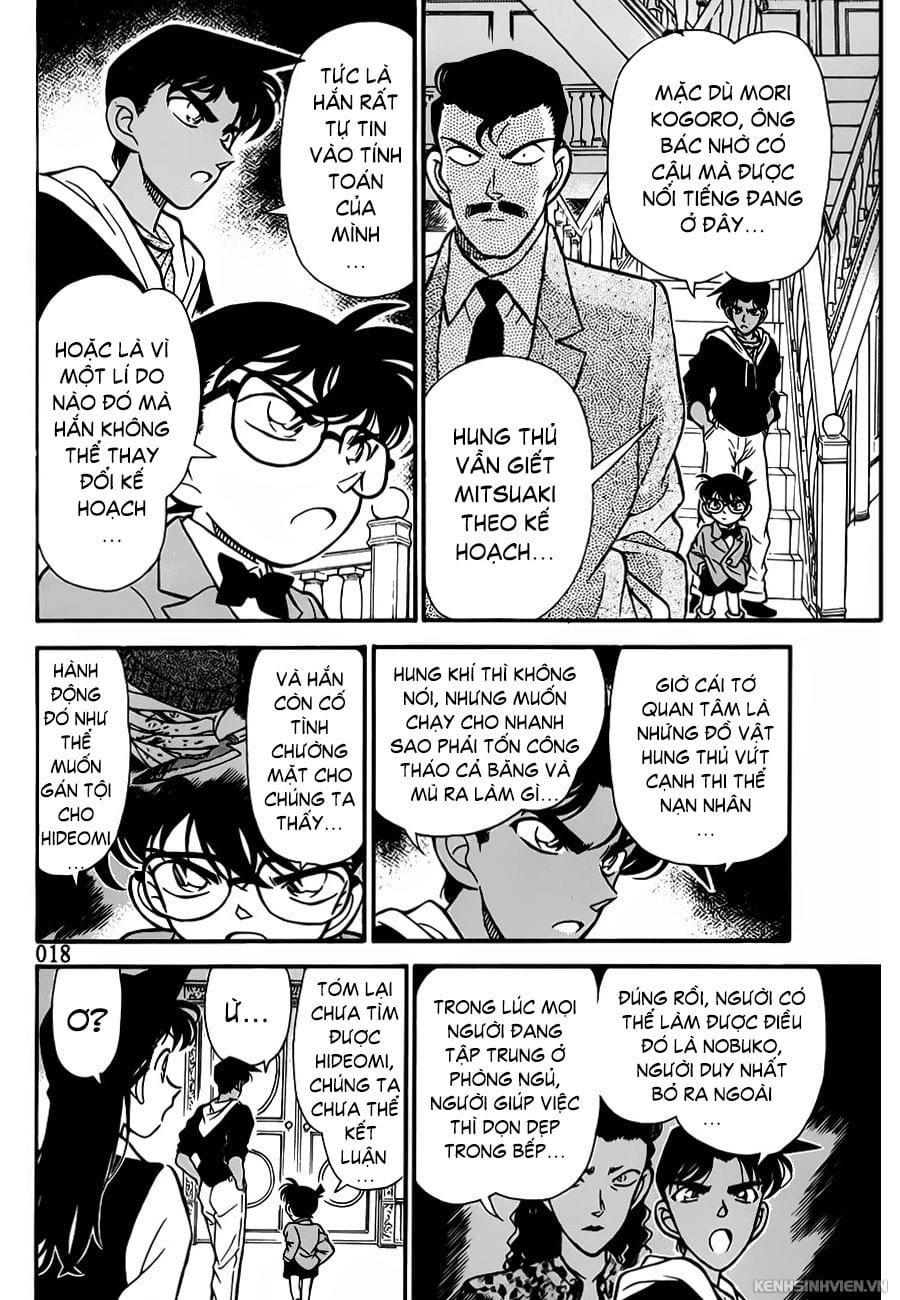 MẶC DÙ MORI
KOGORO, ÔNG
BÁC NHỜ CÓ
CẬU MÀ ĐƯỢC
NỔI TIẾNG ĐANG
Ở ĐÂY...
HUNG THỦ
VẪN GIẾT
MITSUAKI
THEO KẾ
HOẠCH...
TỨC LÀ
HẮN RẤT
TỰ TIN
VÀO TÍNH
TOÁN
CỦA
MÌNH
...
HOẶC LÀ VÌ
MỘT LÍ DO
NÀO ĐÓ MÀ
HẮN KHÔNG
THỂ THAY
ĐỔI KẾ
HOẠCH
...
GIỜ CÁI TỚ
QUAN TÂM LÀ
NHỮNG ĐỒ VẬT
HUNG THỦ VỨT
CẠNH THI THỂ
NẠN NHÂN
...
HUNG KHÍ THÌ KHÔNG
NÓI, NHƯNG MUỐN
CHẠY CHO NHANH
SAO PHẢI TỐN CÔNG
THÁO CẢ BĂNG VÀ
MŨ RA LÀM GÌ...
VÀ HẮN
CÒN CỐ
TÌNH
CHƯỜNG
MẶT CHO
CHÚNG TA
THẤY...
HÀNH
ĐỘNG
ĐÓ NHƯ
THỂ
MUỐN
GÁN TỘI
CHO
HIDEOMI
...
018
ĐÚNG RỒI, NGƯỜI CÓ
THỂ LÀM ĐƯỢC ĐIỀU
ĐÓ LÀ NOBUKO,
NGƯỜI DUY NHẤT
BỎ RA NGOÀI
...
TRONG LÚC MỌI
NGƯỜI ĐANG
TẬP TRUNG Ở
PHÒNG NGỦ,
NGƯỜI GIÚP VIỆC
THÌ DỌN DẸP
TRONG BẾP...
TÓM LẠI
CHƯA TÌM
ĐƯỢC
HIDEOMI,
CHÚNG TA
CHƯA THỂ
KẾT
LUẬN
...
Ừ...
Ơ?
KENHSINHVIEN.VN